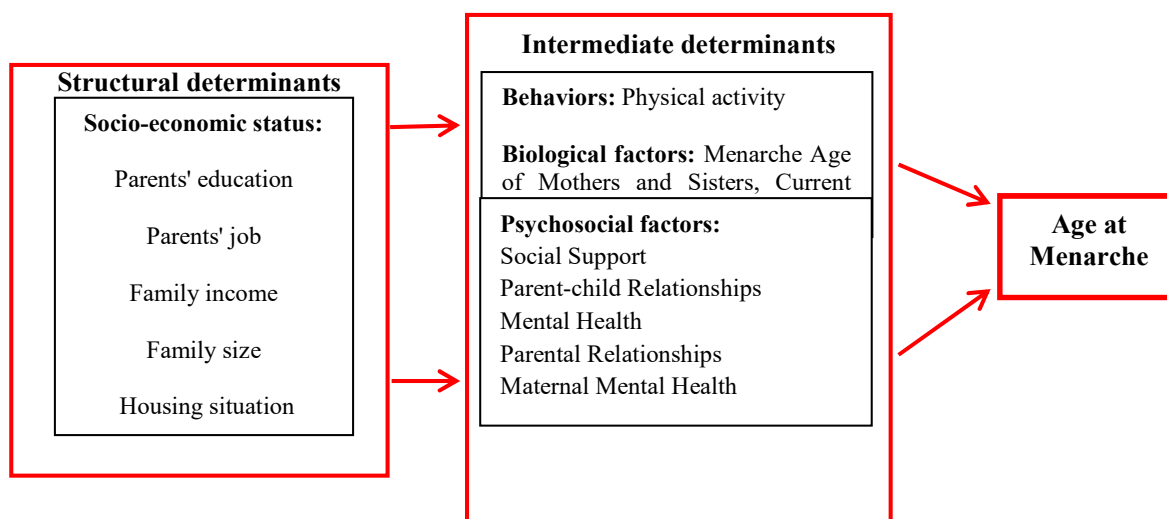 Structural determinants
Socio-economic status:
Parents' education
Parents' job
Family income
Family size
Housing situation
Intermediate determinants
Behaviors: Physical activity
Biological factors: Menarche Age
of Mothers and Sisters, Current
Psychosocial factors:
Social Support
Parent-child Relationships
Mental Health
Parental Relationships
Maternal Mental Health
Age at
Menarche